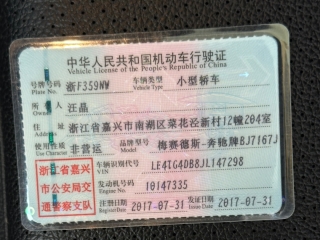 中华人民共和国机动车行驶证
Vehicle License of the People's Republic of China
号牌号码 浙F359NW 车辆类型 小型轿车
Plate No. Vehicle Type
所有人 汪晶
住址 浙江省嘉兴市南湖区菜花泾新村12幢204室
使用性质 非营运 品牌型号 梅赛德斯-奔驰牌BJ7167J
Use Character
浙江省嘉兴市公安局交通警察支队
车辆识别代号 LE4TG4DB8JL147298
VIN
发动机号码 10147335
注册日期 2017-07-31 发证日期 2017-07-31
Register Date Issue Date